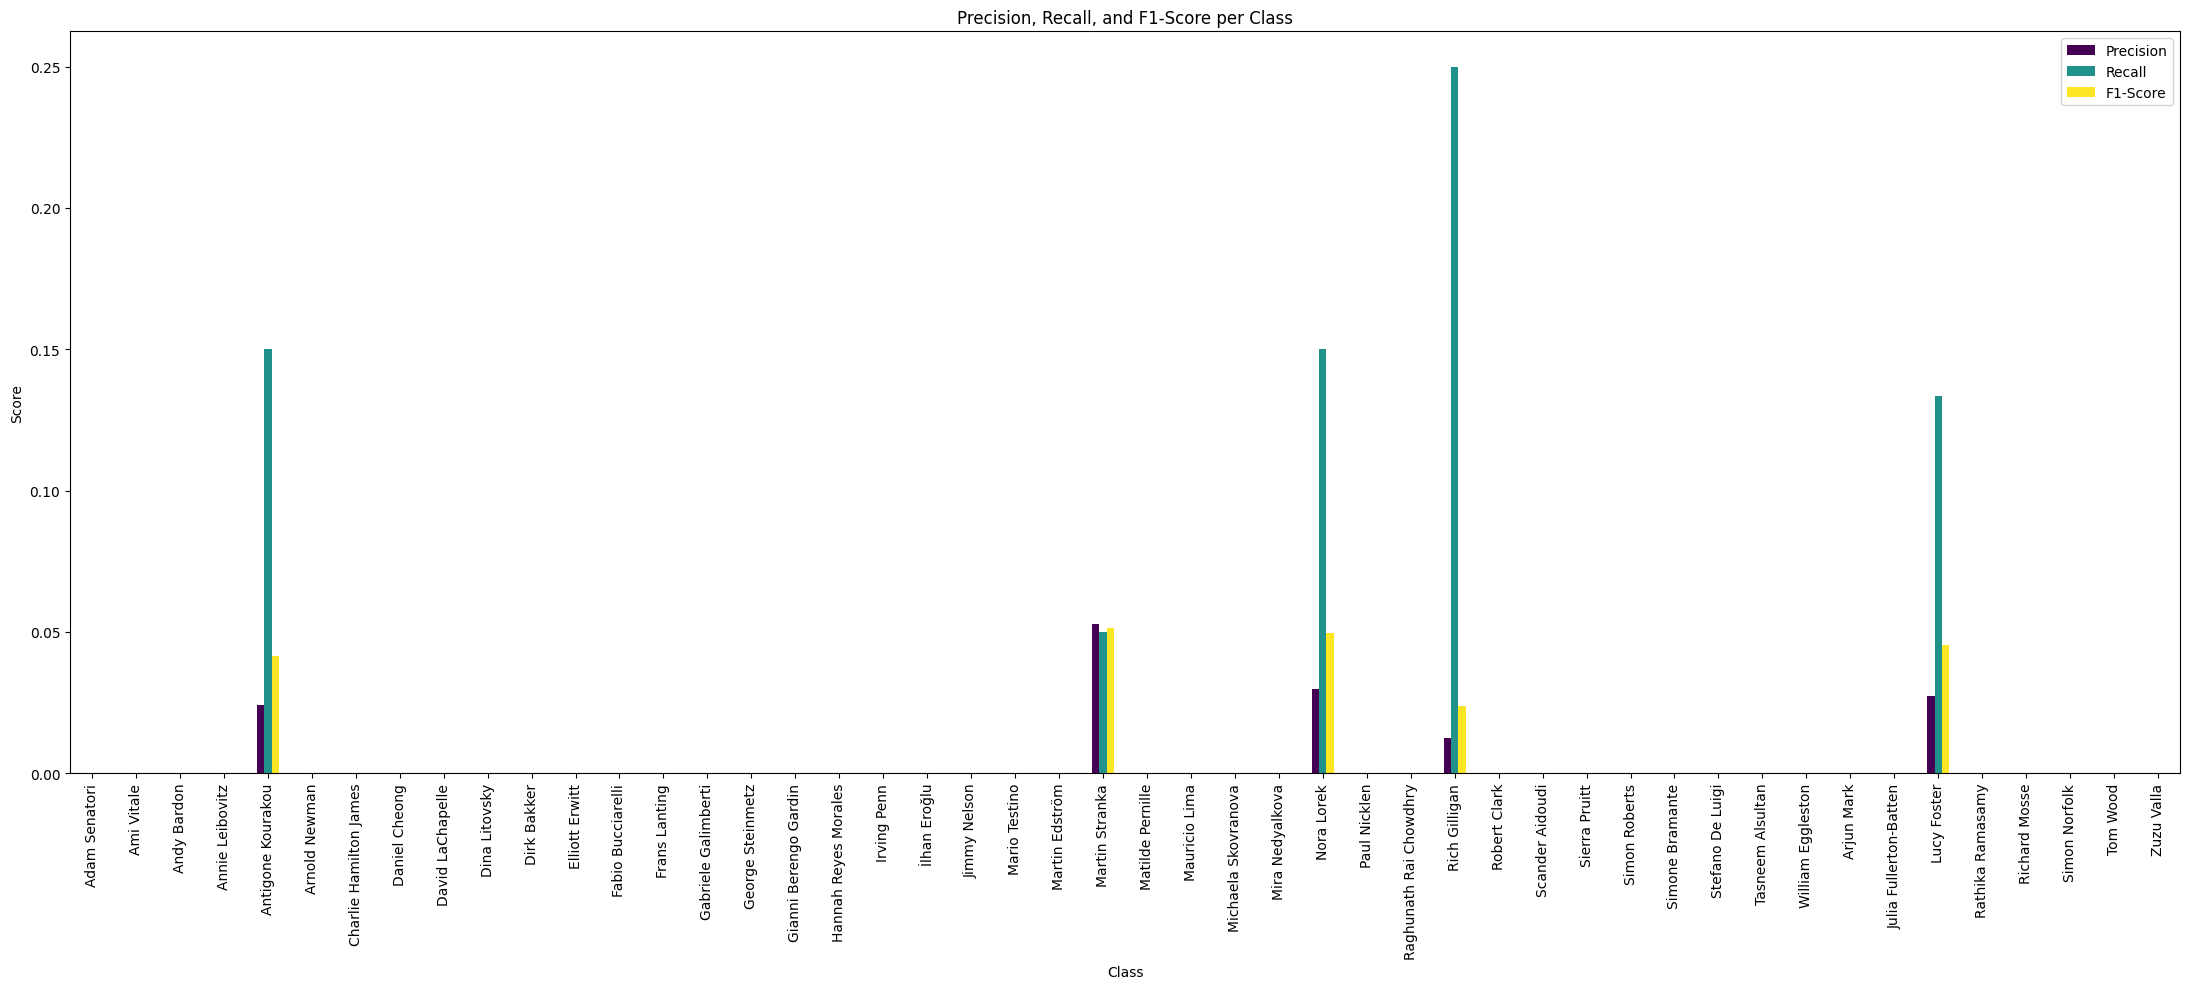 Precision, Recall, and F1-Score per Class
Precision
Recall
F1-Score
0.25
0.20
0.15
0.10
0.05
0.00
Score
Adam Senatori
Ami Vitale
Andy Bardon
Annie Leibovitz
Antigone Kourakou
Arnold Newman
Charlie Hamilton James
Daniel Cheong
David LaChapelle
Dina Litovsky
Dirk Bakker
Elliott Erwitt
Fabio Bucciarelli
Frans Lanting
Gabriele Galimberti
George Steinmetz
Gianni Berengo Gardin
Hannah Reyes Morales
Irving Penn
İlhan Eroğlu
Jimmy Nelson
Mario Testino
Martin Edström
Martin Stranka
Matilde Pernille
Mauricio Lima
Michaela Skovranova
Mira Nedyalkova
Nora Lorek
Paul Nicklen
Raghunath Rai Chowdhry
Rich Gilligan
Robert Clark
Scander Aidoudi
Sierra Pruitt
Simon Roberts
Simone Bramante
Stefano De Luigi
Tasneem Alsultan
William Eggleston
Arjun Mark
Julia Fullerton-Batten
Lucy Foster
Rathika Ramasamy
Richard Mosse
Simon Norfolk
Tom Wood
Zuzu Valla
Class